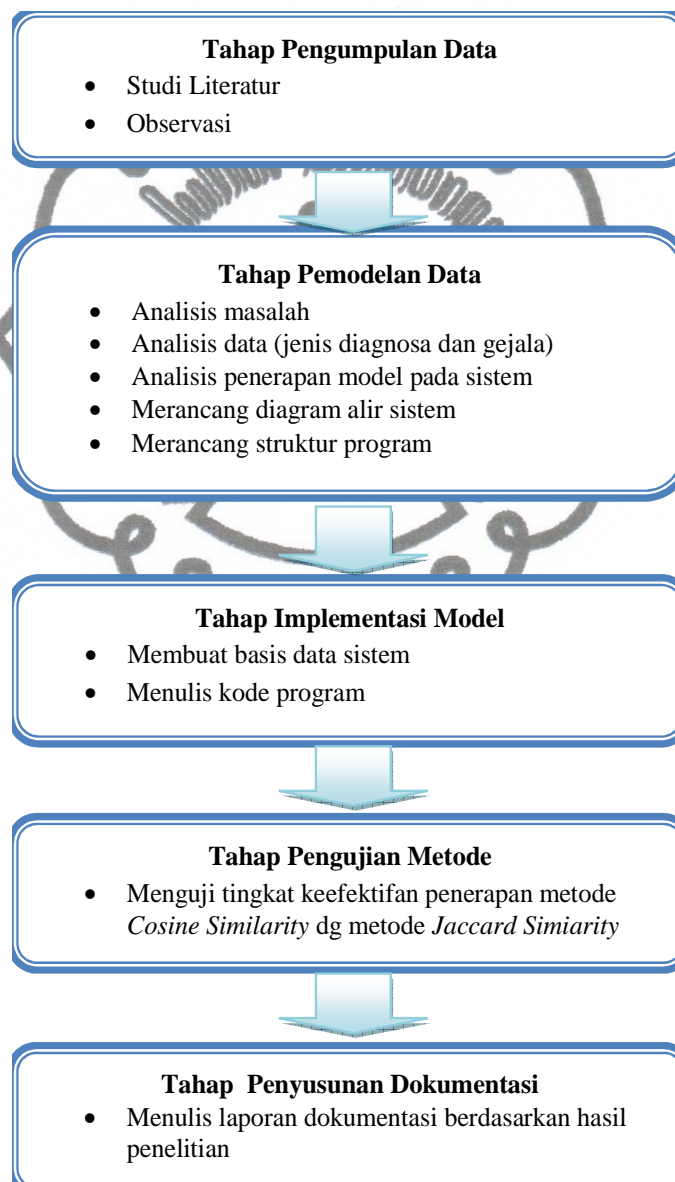 Tahap Pengumpulan Data
• Studi Literatur
• Observasi
Tahap Pemodelan Data
• Analisis masalah
• Analisis data (jenis diagnosa dan gejala)
• Analisis penerapan model pada sistem
• Merancang diagram alir sistem
• Merancang struktur program
Tahap Implementasi Model
• Membuat basis data sistem
• Menulis kode program
Tahap Pengujian Metode
• Menguji tingkat keefektifan penerapan metode
Cosine Similarity dg metode Jaccard Simiarity
Tahap Penyusunan Dokumentasi
• Menulis laporan dokumentasi berdasarkan hasil
penelitian